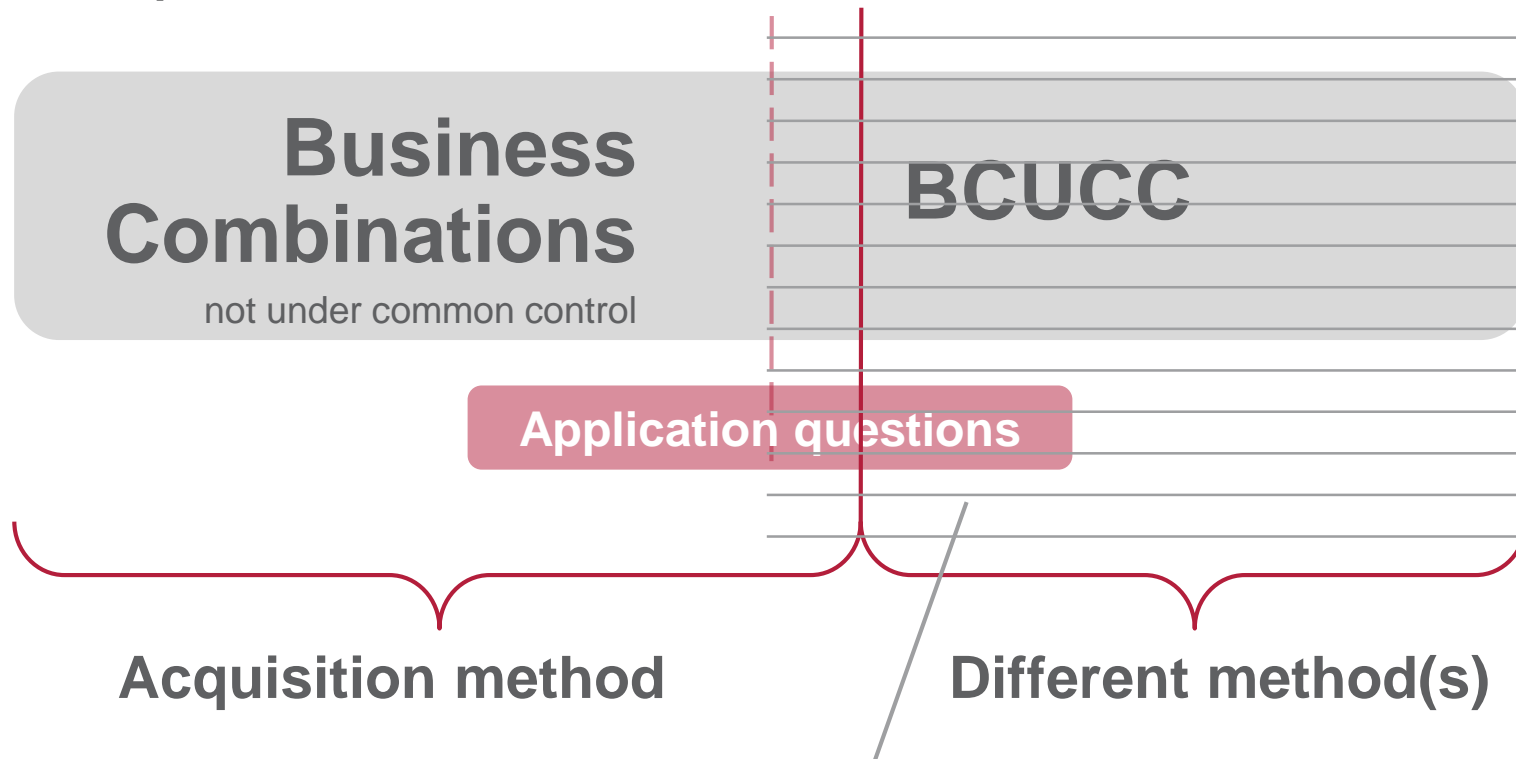 Business
Combinations
not under common control
BCUCC
Application questions
Acquisition method
Different method(s)